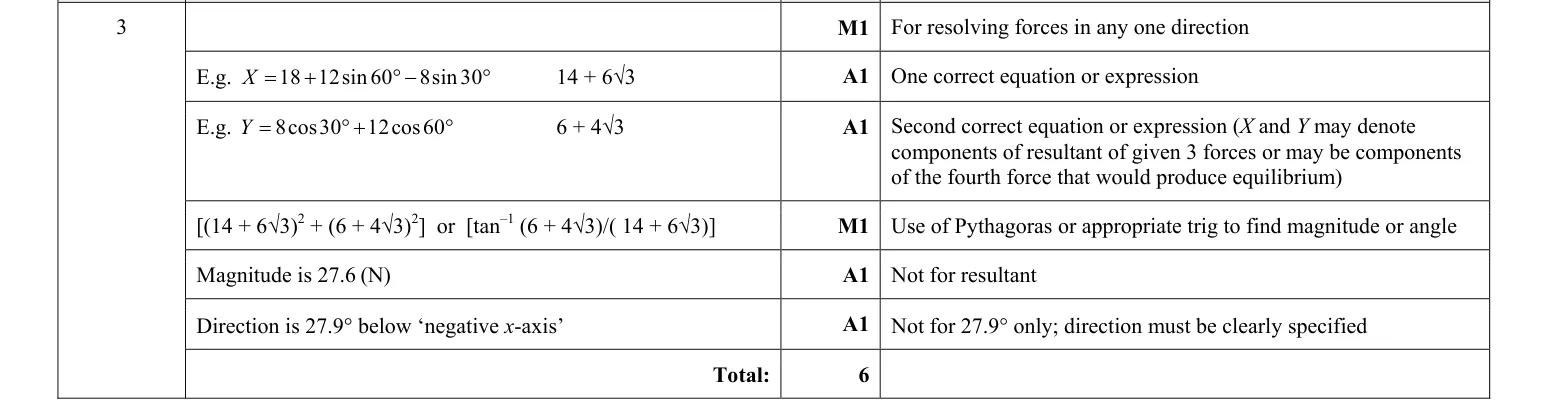 3 M1 For resolving forces in any one direction
E.g. X = 18 + 12 sin 60° − 8 sin 30° 14 + 6√3 A1 One correct equation or expression
E.g. Y = 8 cos 30° + 12 cos 60° 6 + 4√3 A1 Second correct equation or expression (X and Y may denote
components of resultant of given 3 forces or may be components
of the fourth force that would produce equilibrium)
[(14 + 6√3)² + (6 + 4√3)²] or [tan⁻¹ (6 + 4√3)/( 14 + 6√3)] M1 Use of Pythagoras or appropriate trig to find magnitude or angle
Magnitude is 27.6 (N) A1 Not for resultant
Direction is 27.9° below ‘negative x-axis’ A1 Not for 27.9° only; direction must be clearly specified
Total: 6